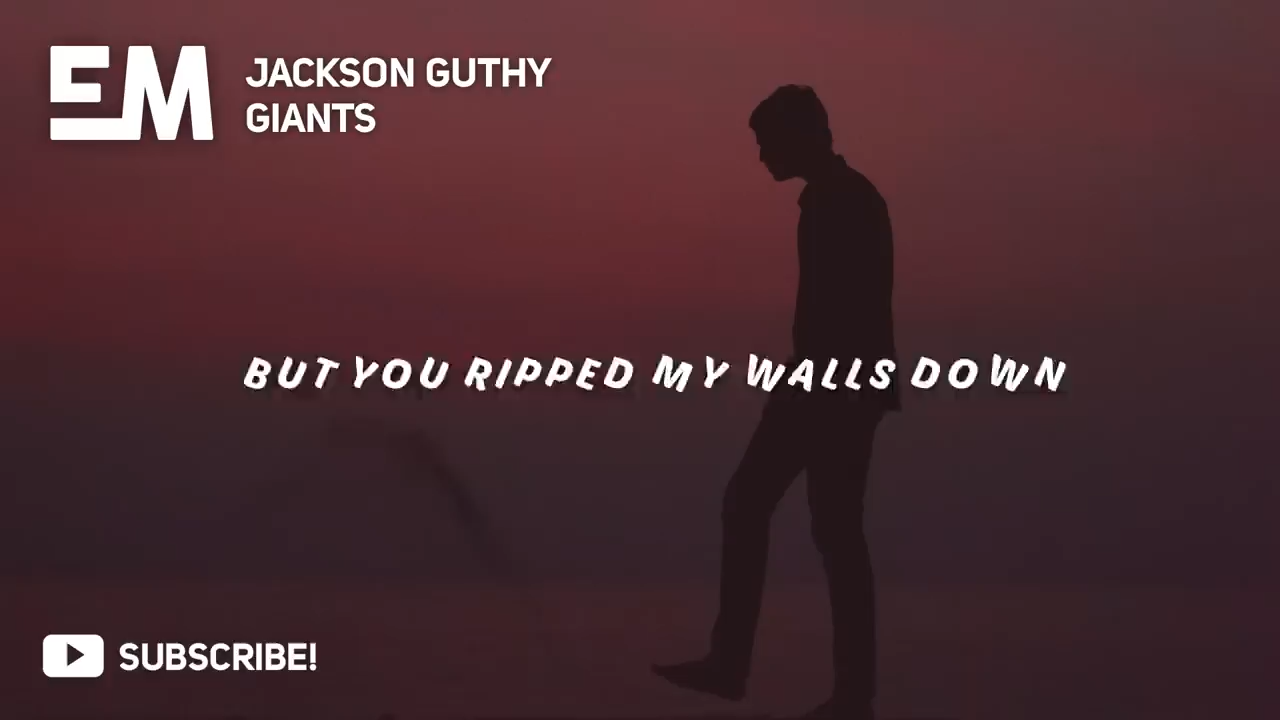 EM
JACKSON GUTHY
GIANTS
BUT YOU RIPPED MY WALLS DOWN
SUBSCRIBE!